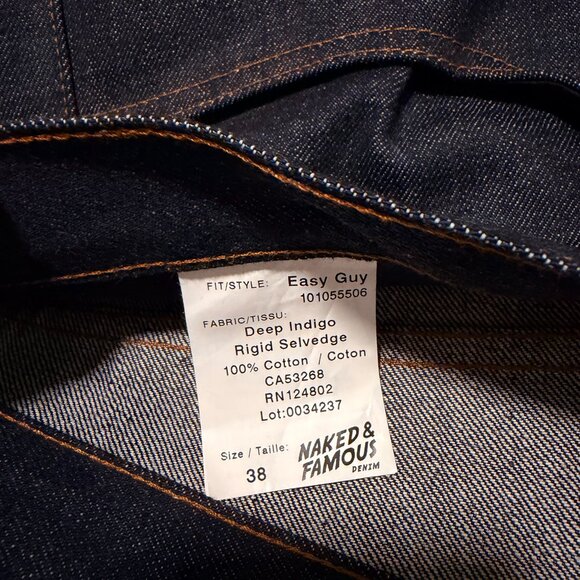 FIT/STYLE: Easy Guy
101055506
FABRIC/TISSU:
Deep Indigo
Rigid Selvedge
100% Cotton / Coton
CA53268
RN124802
Lot:0034237
Size / Taille:
38
NAKED &
FAMOUS
DENIM